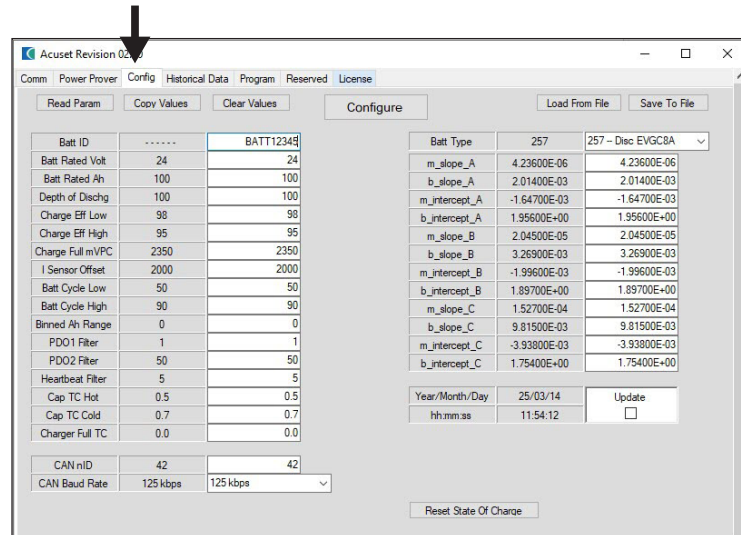 Acuset Revision 02.
Comm Power Prover Config Historical Data Program Reserved License
Read Param Copy Values Clear Values Configure Load From File Save To File
Batt ID ------ BATT12345
Batt Rated Volt 24 24
Batt Rated Ah 100 100
Depth of Dischg 100 100
Charge Eff Low 98 98
Charge Eff High 95 95
Charge Full mVPC 2350 2350
I Sensor Offset 2000 2000
Batt Cycle Low 50 50
Batt Cycle High 90 90
Binned Ah Range 0 0
PDO1 Filter 1 1
PDO2 Filter 50 50
Heartbeat Filter 5 5
Cap TC Hot 0.5 0.5
Cap TC Cold 0.7 0.7
Charger Full TC 0.0 0.0
CAN nID 42 42
CAN Baud Rate 125 kbps 125 kbps
Batt Type 257 257 – Disc EVGC8A
m_slope_A 4.23600E-06 4.23600E-06
b_slope_A 2.01400E-03 2.01400E-03
m_intercept_A -1.64700E-03 -1.64700E-03
b_intercept_A 1.95600E+00 1.95600E+00
m_slope_B 2.04500E-05 2.04505E-05
b_slope_B 3.26900E-03 3.26900E-03
m_intercept_B -1.99600E-03 -1.99600E-03
b_intercept_B 1.89700E+00 1.89700E+00
m_slope_C 1.52700E-04 1.52700E-04
b_slope_C 9.81500E-03 9.81500E-03
m_intercept_C -3.93800E-03 -3.93800E-03
b_intercept_C 1.75400E+00 1.75400E+00
Year/Month/Day 25/03/14 Update
hh:mm:ss 11:54:12
Reset State Of Charge